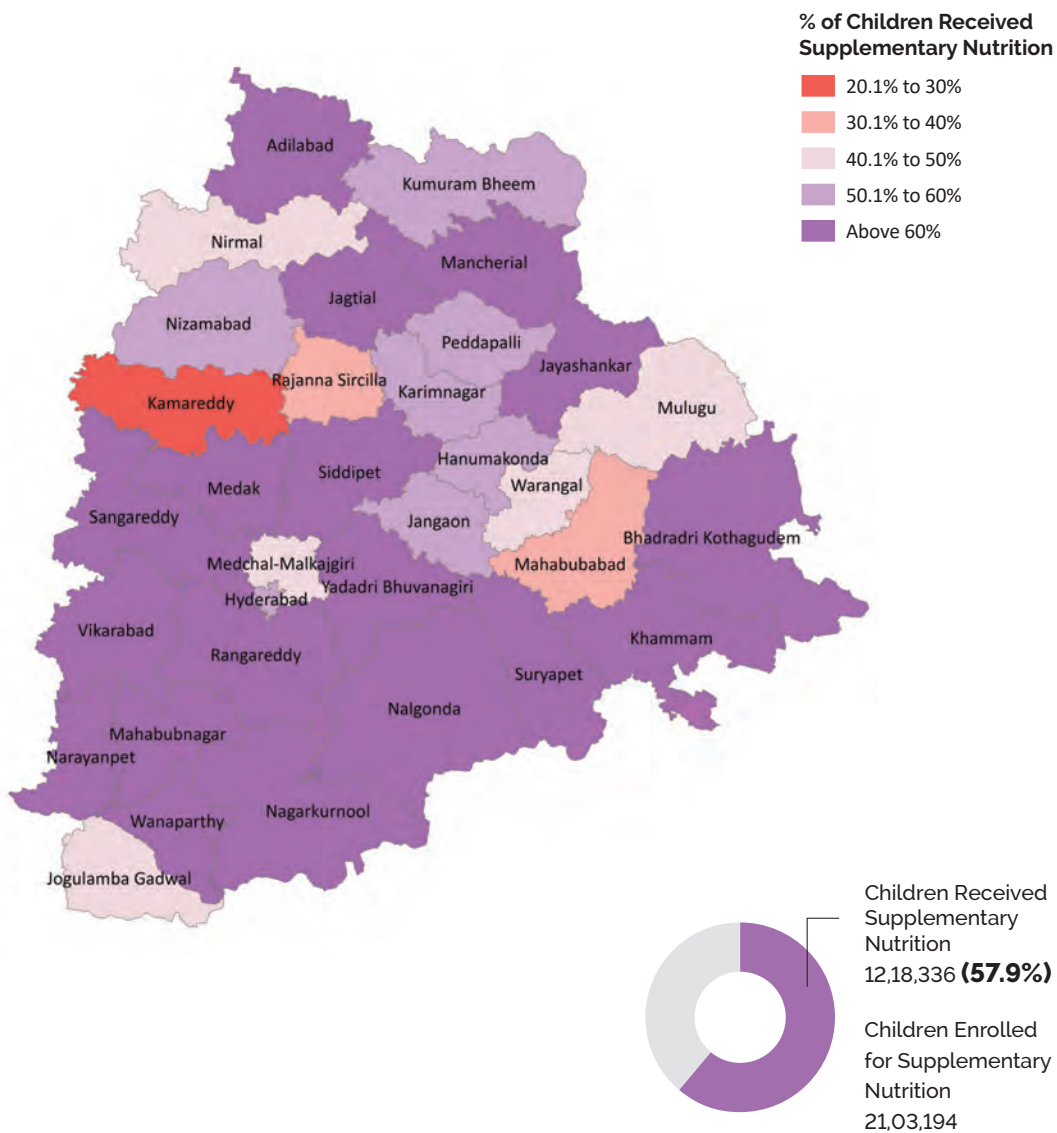 % of Children Received
Supplementary Nutrition
20.1% to 30%
30.1% to 40%
40.1% to 50%
50.1% to 60%
Above 60%
Adilabad
Kumuram Bheem
Nirmal
Mancherial
Jagtial
Nizamabad
Peddapalli
Jayashankar
Rajanna Sircilla
Karimnagar
Kamareddy
Mulugu
Hanumakonda
Siddipet
Warangal
Medak
Sangareddy
Jangaon
Bhadradri Kothagudem
Medchal-Malkajgiri
Mahabubabad
Yadadri Bhuvanagiri
Hyderabad
Vikarabad
Khammam
Rangareddy
Suryapet
Nalgonda
Mahabubnagar
Narayanpet
Nagarkurnool
Wanaparthy
Jogulamba Gadwal
Children Received
Supplementary
Nutrition
12,18,336 (57.9%)
Children Enrolled
for Supplementary
Nutrition
21,03,194